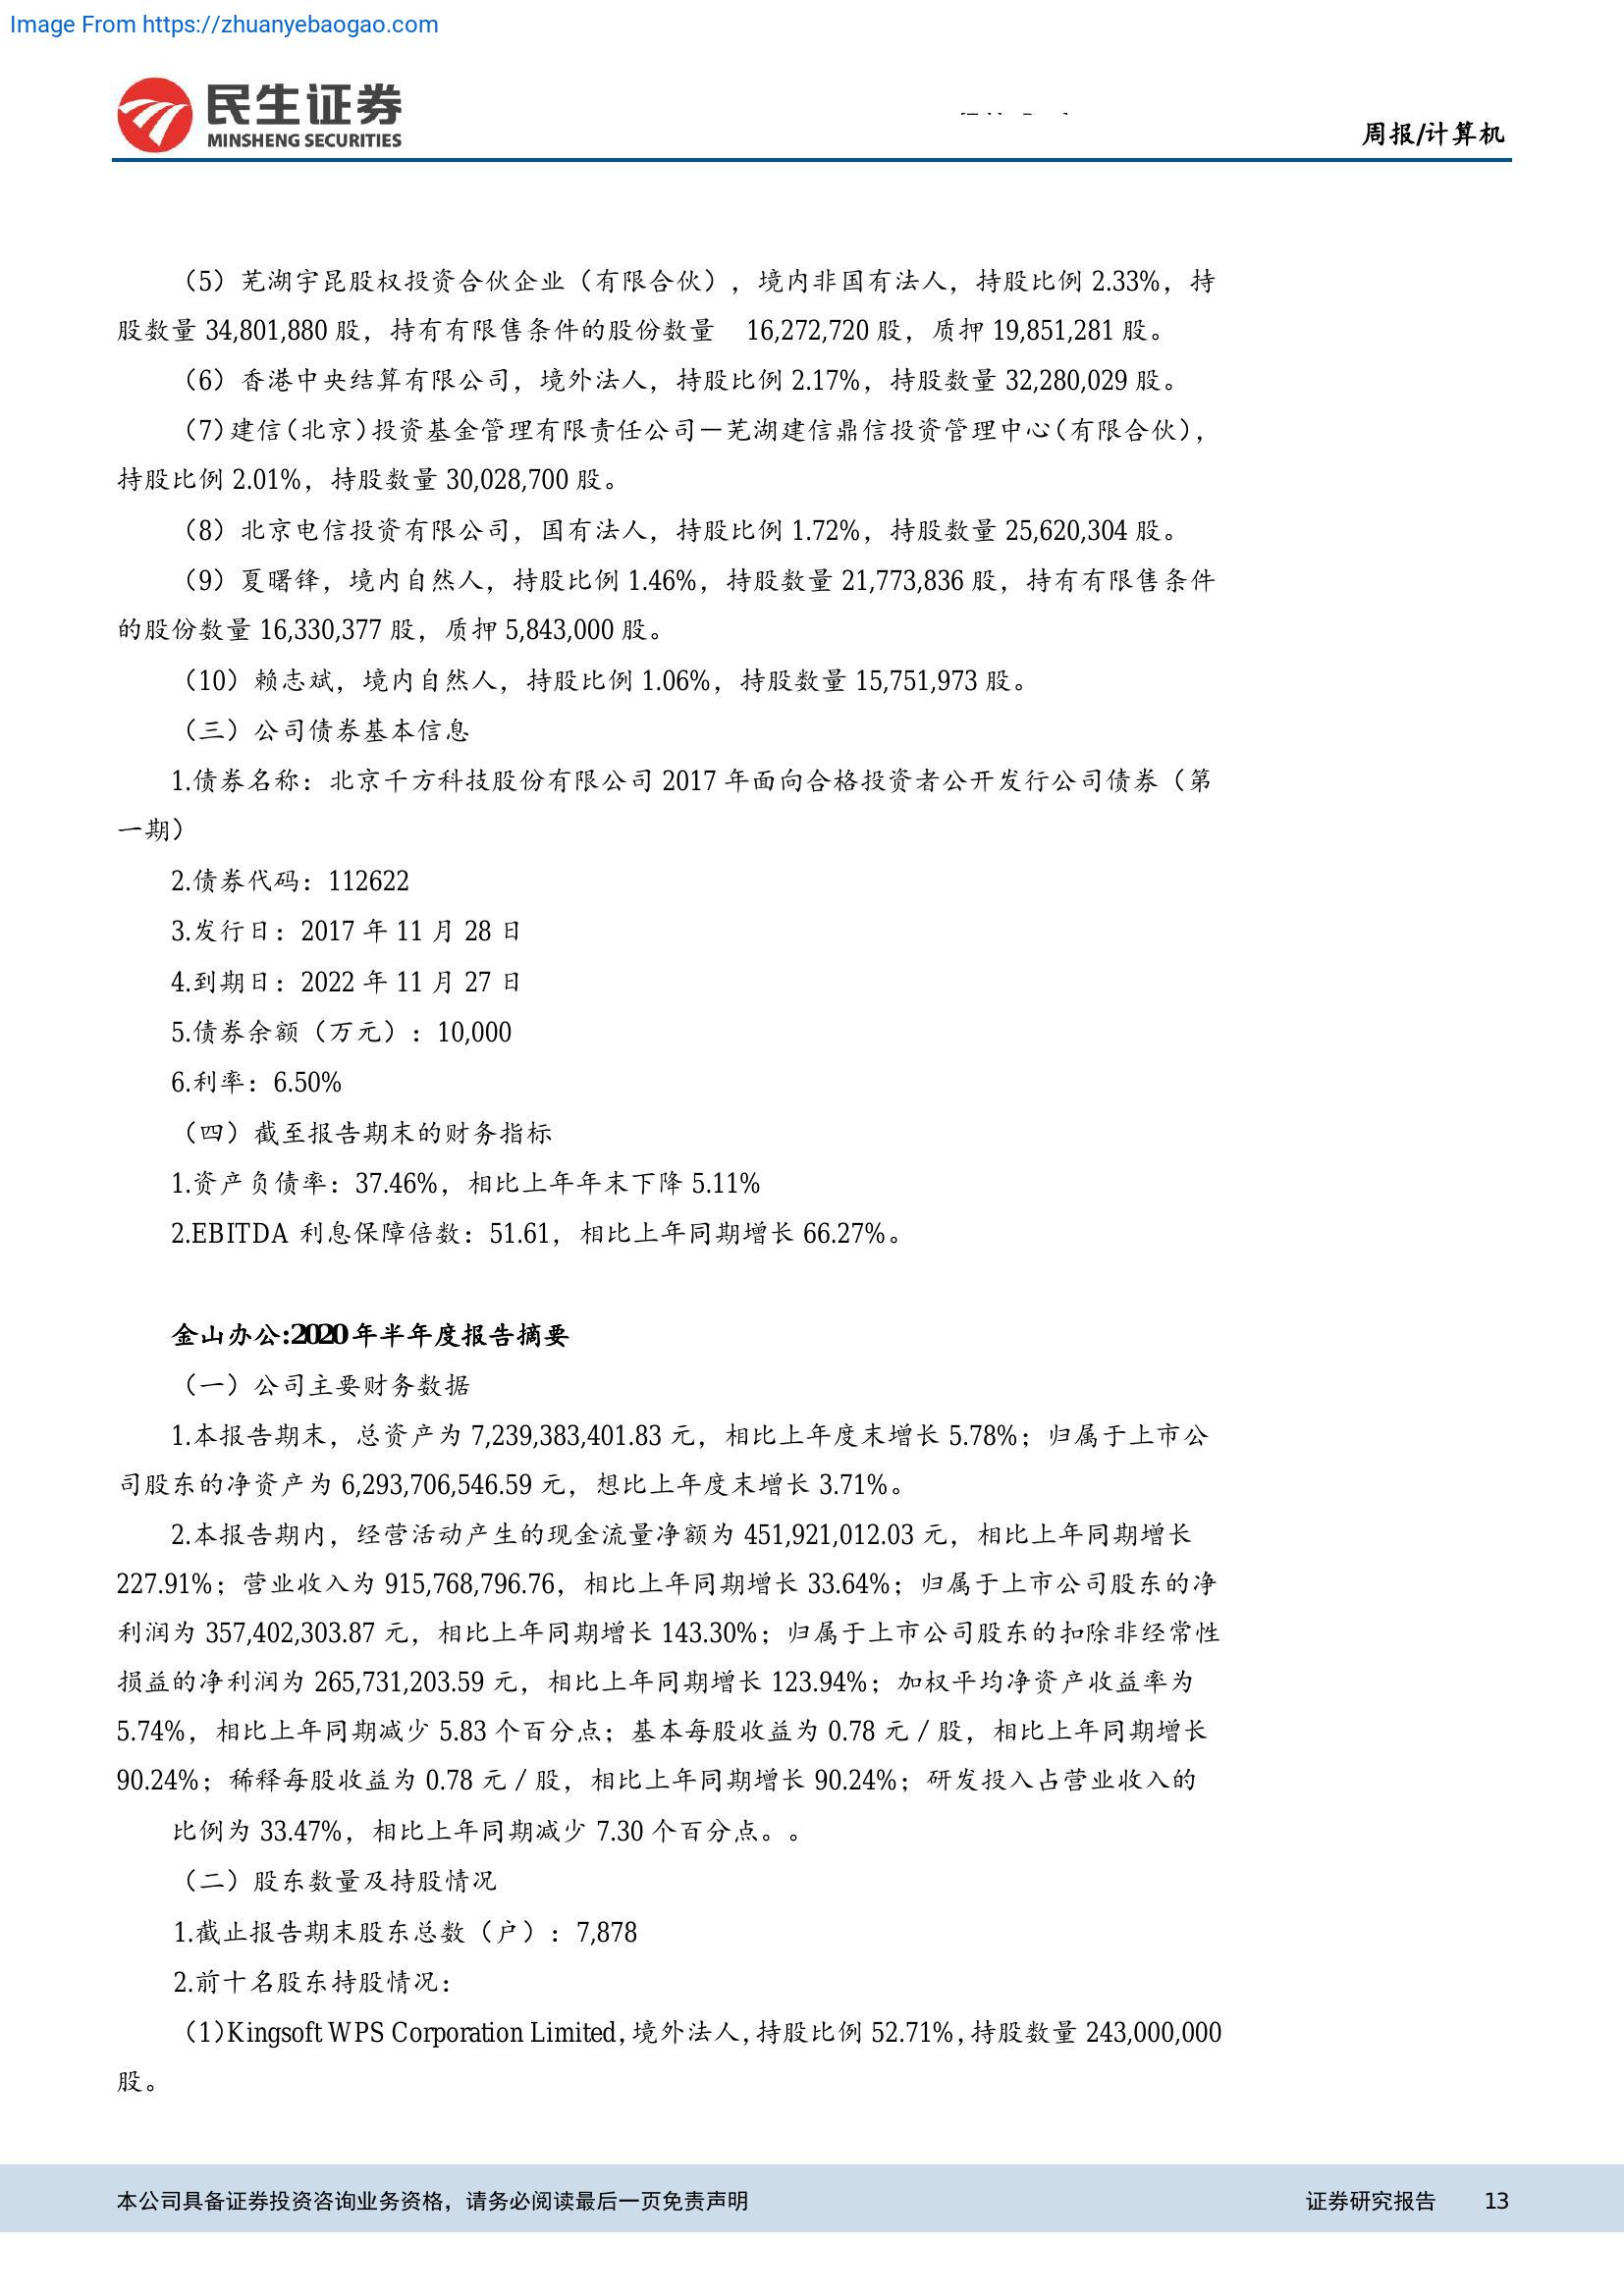 Image From https://zhuanyebaogao.com
民生证券
MINSHENG SECURITIES
周报/计算机
（5）芜湖宇昆股权投资合伙企业（有限合伙），境内非国有法人，持股比例 2.33%，持
股数量 34,801,880 股，持有有限售条件的股份数量 16,272,720 股，质押 19,851,281 股。
（6）香港中央结算有限公司，境外法人，持股比例 2.17%，持股数量 32,280,029 股。
（7）建信（北京）投资基金管理有限责任公司－芜湖建信鼎信投资管理中心（有限合伙），
持股比例 2.01%，持股数量 30,028,700 股。
（8）北京电信投资有限公司，国有法人，持股比例 1.72%，持股数量 25,620,304 股。
（9）夏曙锋，境内自然人，持股比例 1.46%，持股数量 21,773,836 股，持有有限售条件
的股份数量 16,330,377 股，质押 5,843,000 股。
（10）赖志斌，境内自然人，持股比例 1.06%，持股数量 15,751,973 股。
（三）公司债券基本信息
1.债券名称：北京千方科技股份有限公司 2017 年面向合格投资者公开发行公司债券（第
一期）
2.债券代码：112622
3.发行日：2017 年 11 月 28 日
4.到期日：2022 年 11 月 27 日
5.债券余额（万元）：10,000
6.利率：6.50%
（四）截至报告期末的财务指标
1.资产负债率：37.46%，相比上年年末下降 5.11%
2.EBITDA 利息保障倍数：51.61，相比上年同期增长 66.27%。
金山办公:2020 年半年度报告摘要
（一）公司主要财务数据
1.本报告期末，总资产为 7,239,383,401.83 元，相比上年度末增长 5.78%；归属于上市公
司股东的净资产为 6,293,706,546.59 元，想比上年度末增长 3.71%。
2.本报告期内，经营活动产生的现金流量净额为 451,921,012.03 元，相比上年同期增长
227.91%；营业收入为 915,768,796.76，相比上年同期增长 33.64%；归属于上市公司股东的净
利润为 357,402,303.87 元，相比上年同期增长 143.30%；归属于上市公司股东的扣除非经常性
损益的净利润为 265,731,203.59 元，相比上年同期增长 123.94%；加权平均净资产收益率为
5.74%，相比上年同期减少 5.83 个百分点；基本每股收益为 0.78 元／股，相比上年同期增长
90.24%；稀释每股收益为 0.78 元／股，相比上年同期增长 90.24%；研发投入占营业收入的
比例为 33.47%，相比上年同期减少 7.30 个百分点。。
（二）股东数量及持股情况
1.截止报告期末股东总数（户）：7,878
2.前十名股东持股情况：
（1）Kingsoft WPS Corporation Limited，境外法人，持股比例 52.71%，持股数量 243,000,000
股。
本公司具备证券投资咨询业务资格，请务必阅读最后一页免责声明
证券研究报告 13